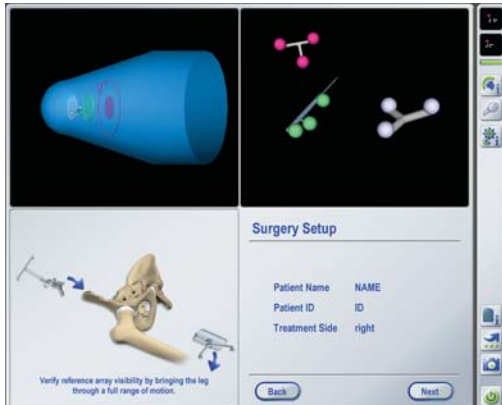 Surgery Setup
Patient Name NAME
Patient ID ID
Treatment Side right
Verify reference array visibility by bringing the leg
through a full range of motion.
Back
Next